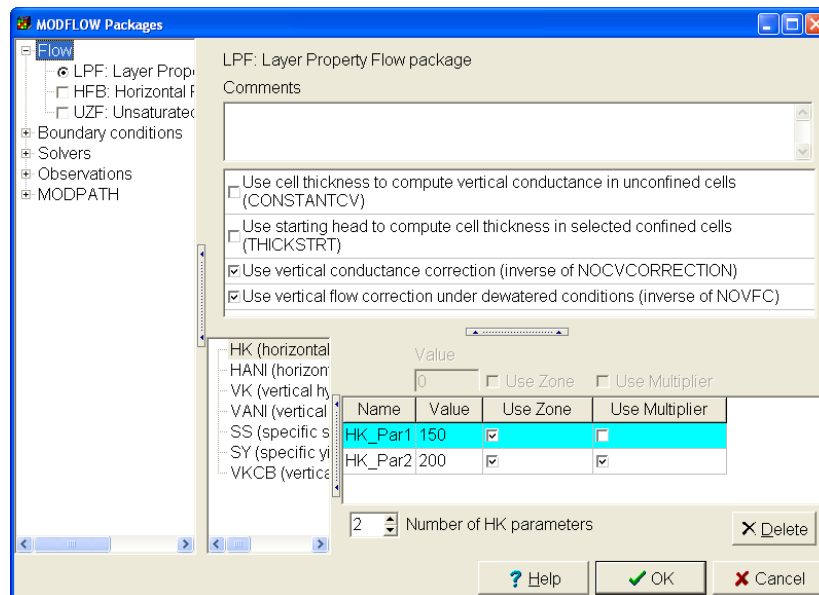 MODFLOW Packages
Flow
LPF: Layer Prop
HFB: Horizontal
UZF: Unsaturated
Boundary conditions
Solvers
Observations
MODPATH
LPF: Layer Property Flow package
Comments
Use cell thickness to compute vertical conductance in unconfined cells
(CONSTANTCV)
Use starting head to compute cell thickness in selected confined cells
(THICKSTRT)
Use vertical conductance correction (inverse of NOCVCORRECTION)
Use vertical flow correction under dewatered conditions (inverse of NOVFC)
HK (horizontal
HANI (horizon
VK (vertical hy
VANI (vertical
SS (specific s
SY (specific yi
VKCB (vertica
Value
0 Use Zone Use Multiplier
Name Value Use Zone Use Multiplier
HK_Par1 150
HK_Par2 200
2 Number of HK parameters
Delete
Help OK Cancel